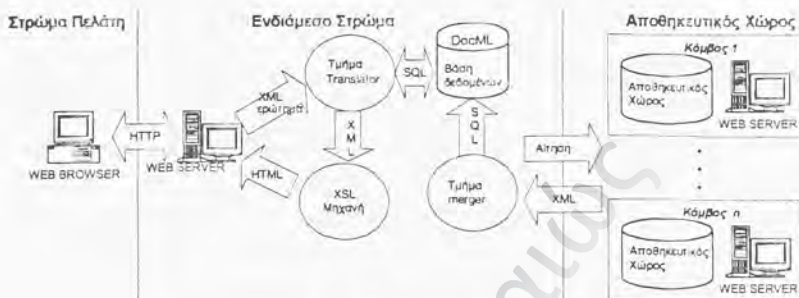 Στρώμα Πελάτη
Ενδιάμεσο Στρώμα
Αποθηκευτικός Χώρος
WEB BROWSER
HTTP
WEB SERVER
XML
ερώτημα
HTML
Τμήμα
Translator
X
M
L
XSL
Μηχανή
SQL
DocML
Βάση
δεδομένων
S
Q
L
Τμήμα
merger
Αίτηση
XML
Κόμβος 1
Αποθηκευτικός
Χώρος
WEB SERVER
Κόμβος n
Αποθηκευτικός
Χώρος
WEB SERVER